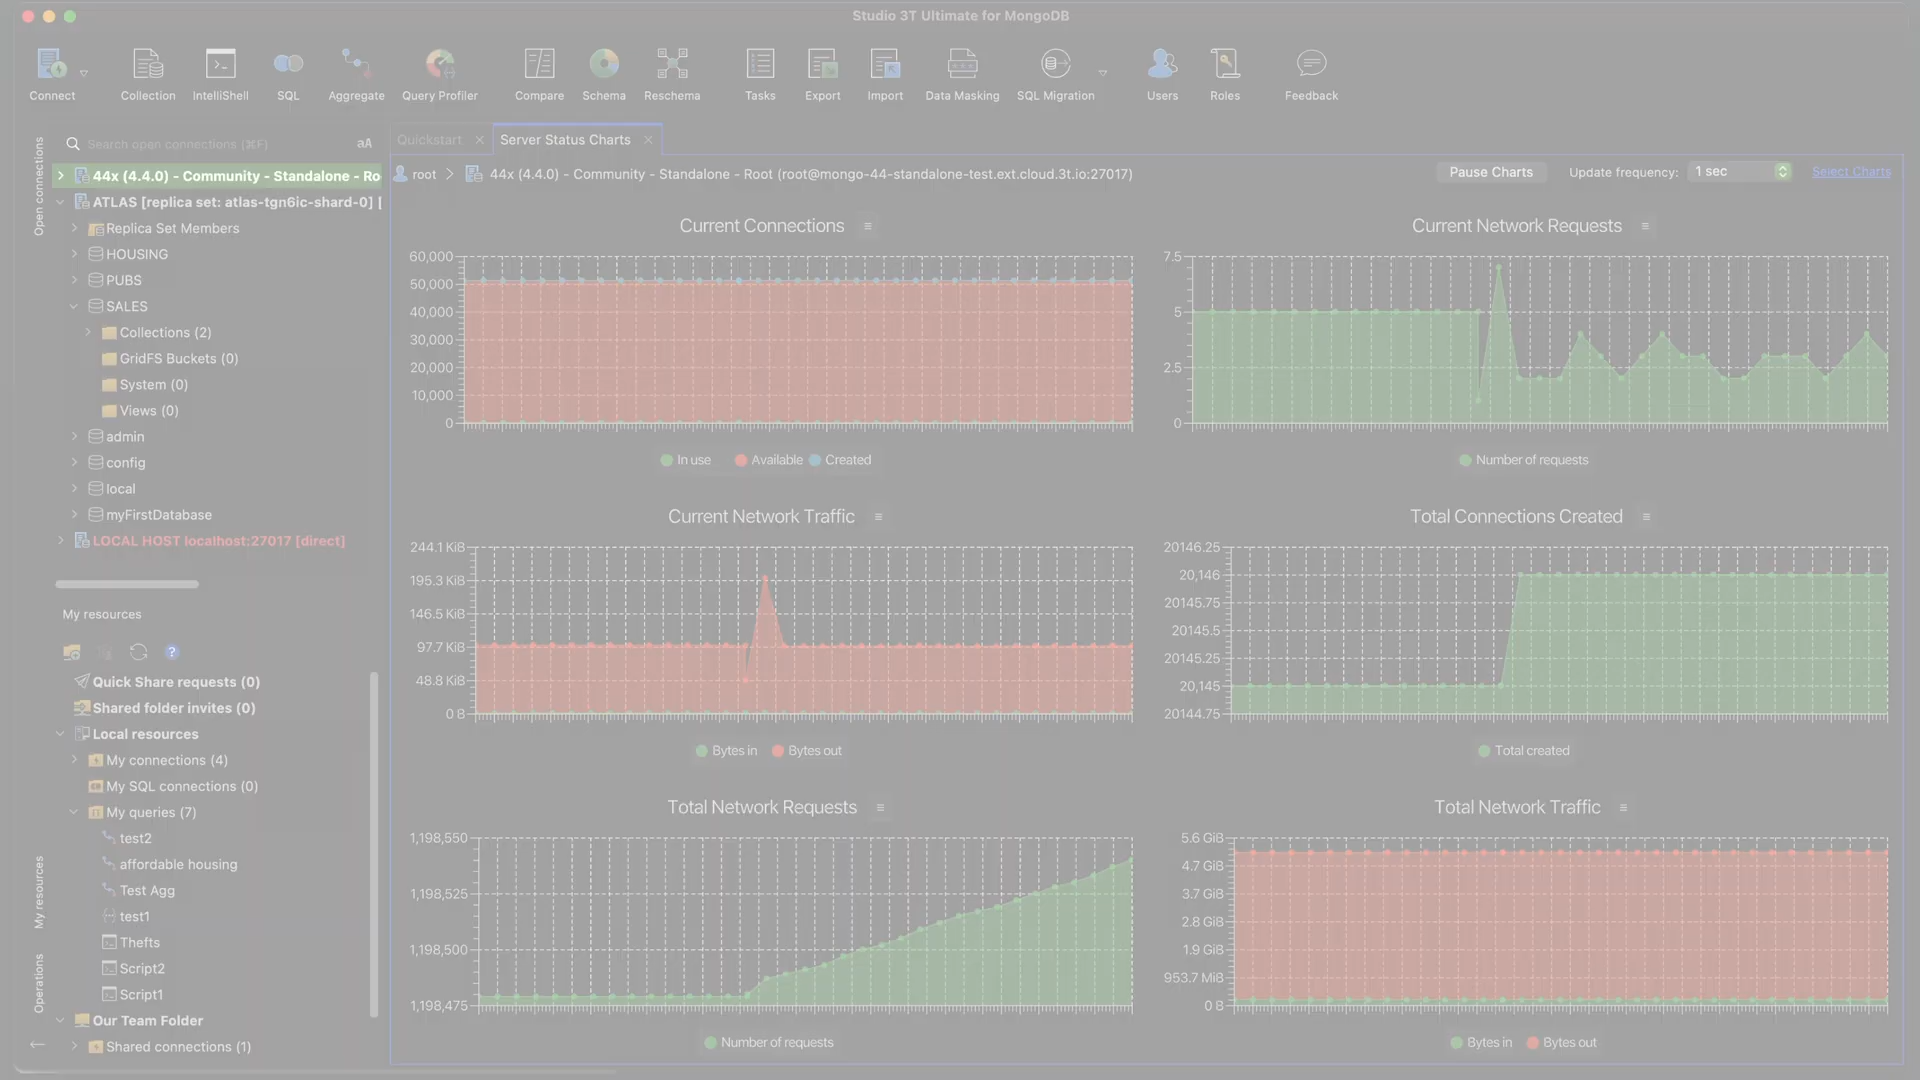 Studio 3T Ultimate for MongoDB
Connect
Collection
IntelliShell
SQL
Aggregate
Query Profiler
Compare
Schema
Reschema
Tasks
Export
Import
Data Masking
SQL Migration
Users
Roles
Feedback
Open connections
Search open connections (⌘F)
aA
44x (4.4.0) - Community - Standalone - Ro
ATLAS [replica set: atlas-tgn6ic-shard-0] [
Replica Set Members
HOUSING
PUBS
SALES
Collections (2)
GridFS Buckets (0)
System (0)
Views (0)
admin
config
local
myFirstDatabase
LOCAL HOST localhost:27017 [direct]
My resources
Quick Share requests (0)
Shared folder invites (0)
Local resources
My connections (4)
My SQL connections (0)
My queries (7)
test2
affordable housing
Test Agg
test1
Thefts
Script2
Script1
Our Team Folder
Shared connections (1)
My resources
Operations
Quickstart
Server Status Charts
root
44x (4.4.0) - Community - Standalone - Root (root@mongo-44-standalone-test.ext.cloud.3t.io:27017)
Pause Charts
Update frequency:
1 sec
Select Charts
Current Connections
60,000
50,000
40,000
30,000
20,000
10,000
0
In use
Available
Created
Current Network Requests
7.5
5
2.5
0
Number of requests
Current Network Traffic
244.1 KiB
195.3 KiB
146.5 KiB
97.7 KiB
48.8 KiB
0 B
Bytes in
Bytes out
Total Connections Created
20146.25
20,146
20145.75
20145.5
20145.25
20,145
20144.75
Total created
Total Network Requests
1,198,550
1,198,525
1,198,500
1,198,475
Number of requests
Total Network Traffic
5.6 GiB
4.7 GiB
3.7 GiB
2.8 GiB
1.9 GiB
953.7 MiB
0 B
Bytes in
Bytes out